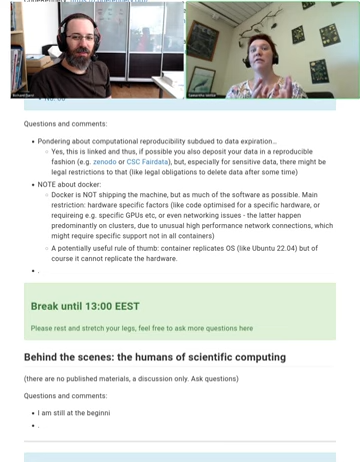 No: 00
Questions and comments:
• Pondering about computational reproducibility subdued to data expiration...
◦ Yes, this is linked and thus, if possible you also deposit your data in a reproducible
fashion (e.g. zenodo or CSC Fairdata), but, especially for sensitive data, there might be
legal restrictions to that (like legal obligations to delete data after some time)
• NOTE about docker:
◦ Docker is NOT shipping the machine, but as much of the software as possible. Main
restriction: hardware specific factors (like code optimised for a specific hardware, or
requireing e.g. specific GPUs etc, or even networking issues - the latter happen
predominantly on clusters, due to unusual high performance network connections, which
might require specific support not in all containers)
◦ A potentially useful rule of thumb: container replicates OS (like Ubuntu 22.04) but of
course it cannot replicate the hardware.
• .
Break until 13:00 EEST
Please rest and stretch your legs, feel free to ask more questions here
Behind the scenes: the humans of scientific computing
(there are no published materials, a discussion only. Ask questions)
Questions and comments:
• I am still at the beginni
• .